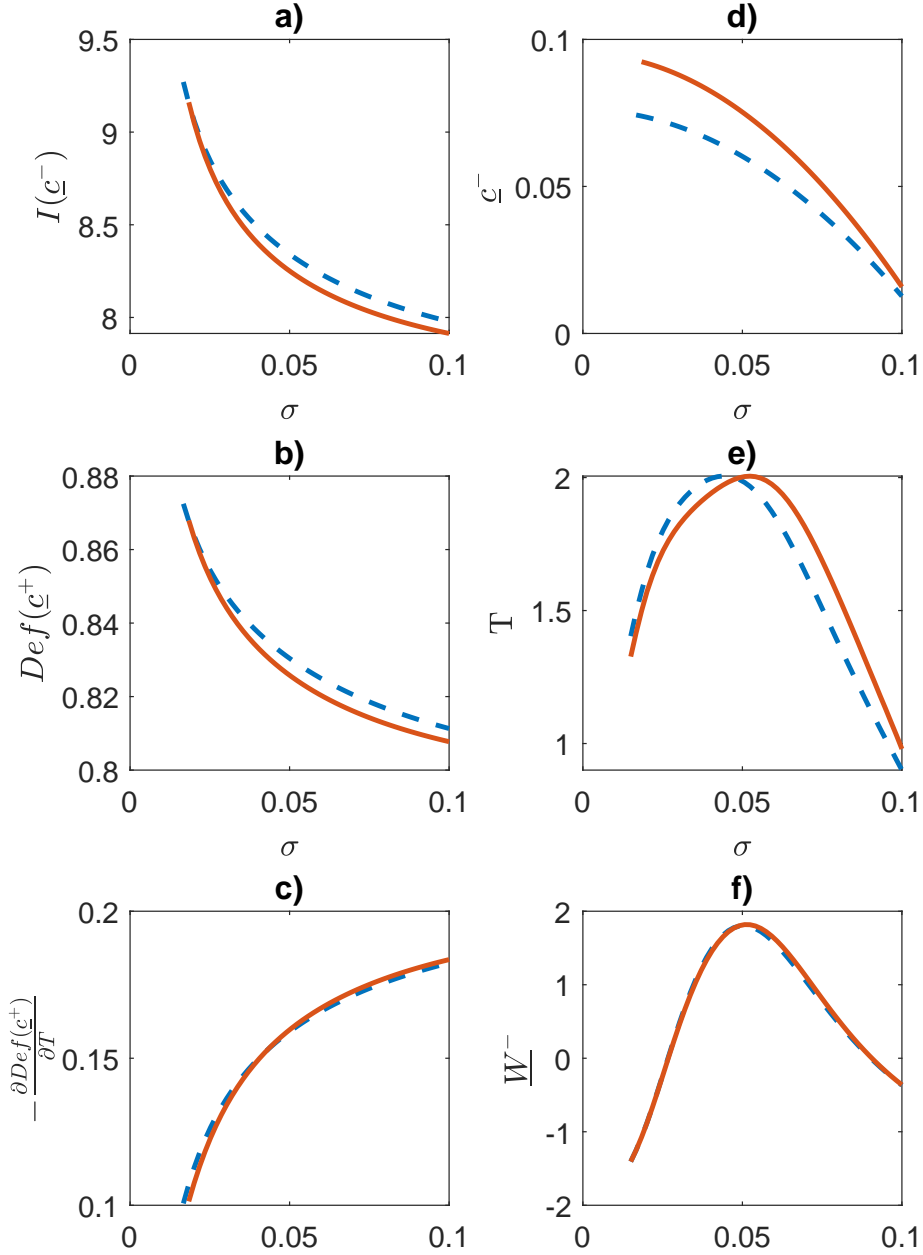 a)
9.5
9
8.5
8
I(c̲⁻)
0
0.05
0.1
σ
d)
0.1
0.05
0
c̲⁻
0
0.05
0.1
σ
b)
0.88
0.86
0.84
0.82
0.8
Def(c̲⁺)
0
0.05
0.1
σ
e)
2
1.5
1
T
0
0.05
0.1
σ
c)
0.2
0.15
0.1
−∂Def(c̲⁺)/∂T
0
0.05
0.1
f)
2
1
0
-1
-2
W̲⁻
0
0.05
0.1